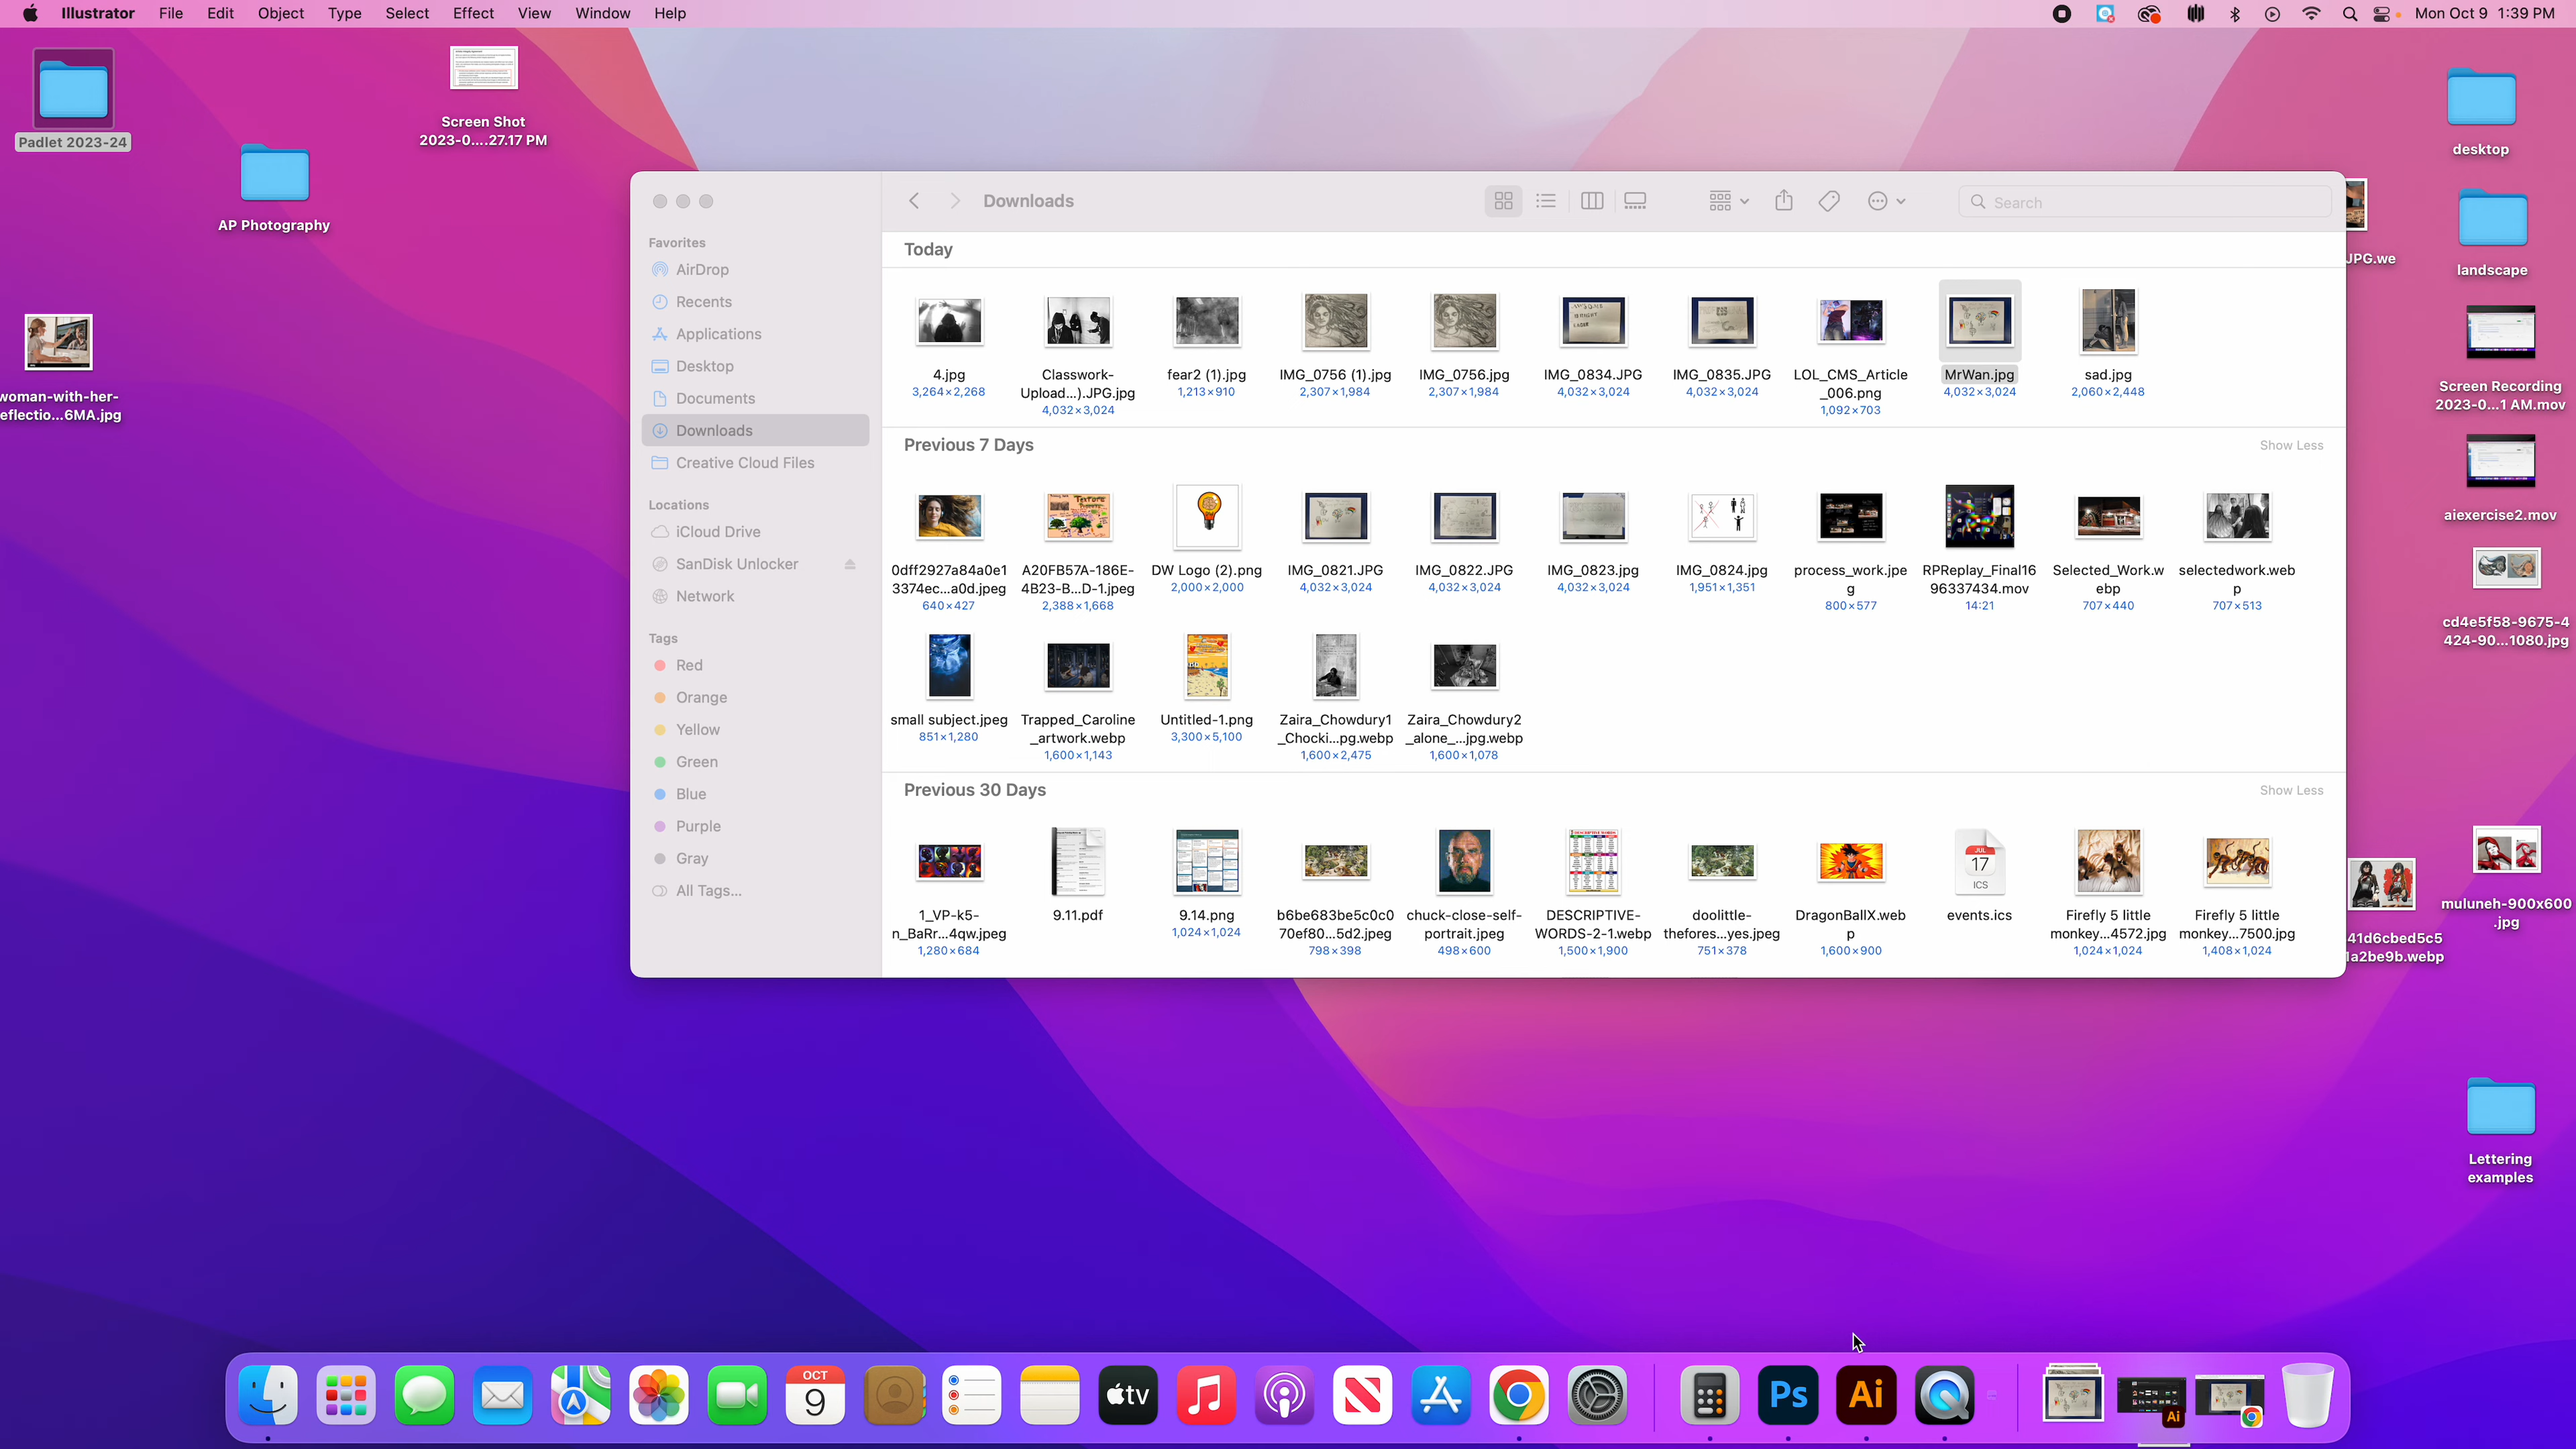 Illustrator File Edit Object Type Select Effect View Window Help
Mon Oct 9 1:39 PM
Padlet 2023-24
Screen Shot
2023-0....27.17 PM
AP Photography
woman-with-her-
eflectio...6MA.jpg
desktop
landscape
JPG.we
Screen Recording
2023-0...1 AM.mov
aiexercise2.mov
cd4e5f58-9675-4
424-90...1080.jpg
muluneh-900x600
.jpg
41d6cbed5c5
1a2be9b.webp
Lettering
examples
Downloads
Search
Favorites
AirDrop
Recents
Applications
Desktop
Documents
Downloads
Creative Cloud Files
Locations
iCloud Drive
SanDisk Unlocker
Network
Tags
Red
Orange
Yellow
Green
Blue
Purple
Gray
All Tags...
Today
4.jpg
3,264×2,268
Classwork-
Upload...).JPG.jpg
4,032×3,024
fear2 (1).jpg
1,213×910
IMG_0756 (1).jpg
2,307×1,984
IMG_0756.jpg
2,307×1,984
IMG_0834.JPG
4,032×3,024
IMG_0835.JPG
4,032×3,024
LOL_CMS_Article
_006.png
1,092×703
MrWan.jpg
4,032×3,024
sad.jpg
2,060×2,448
Previous 7 Days
Show Less
0dff2927a84a0e1
3374ec...a0d.jpeg
640×427
A20FB57A-186E-
4B23-B...D-1.jpeg
2,388×1,668
DW Logo (2).png
2,000×2,000
IMG_0821.JPG
4,032×3,024
IMG_0822.JPG
4,032×3,024
IMG_0823.jpg
4,032×3,024
IMG_0824.jpg
1,951×1,351
process_work.jpe
g
800×577
RPReplay_Final16
96337434.mov
14:21
Selected_Work.w
ebp
707×440
selectedwork.web
p
707×513
small subject.jpeg
851×1,280
Trapped_Caroline
_artwork.webp
1,600×1,143
Untitled-1.png
3,300×5,100
Zaira_Chowdury1
_Chocki...pg.webp
1,600×2,475
Zaira_Chowdury2
_alone_...jpg.webp
1,600×1,078
Previous 30 Days
Show Less
1_VP-k5-
n_BaRr...4qw.jpeg
1,280×684
9.11.pdf
9.14.png
1,024×1,024
b6be683be5c0c0
70ef80...5d2.jpeg
798×398
chuck-close-self-
portrait.jpeg
498×600
DESCRIPTIVE-
WORDS-2-1.webp
1,500×1,900
doolittle-
thefores...yes.jpeg
751×378
DragonBallX.web
p
1,600×900
JUL
17
ICS
events.ics
Firefly 5 little
monkey...4572.jpg
1,024×1,024
Firefly 5 little
monkey...7500.jpg
1,408×1,024
OCT
9
tv
Ps
Ai
Ai